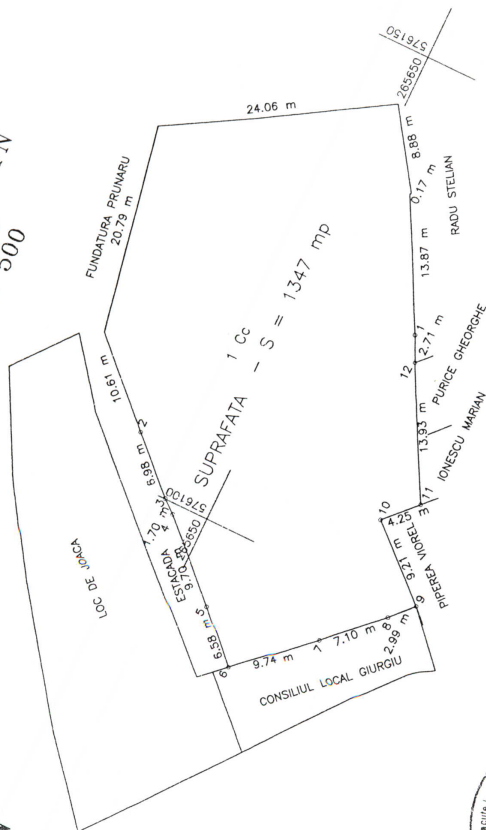 N
500
576150
265650
24.06 m
FUNDATURA PRUNARU
20.79 m
8.88 m
0.17 m
RADU STELIAN
13.87 m
1 Cc
SUPRAFATA - S = 1347 mp
10.61 m
2
6.98 m
3
576100
1.70 m
4
LOC DE JOACA
ESTACADA
9.70 m
265650
5
6.58 m
6
1
2.71 m
12
PURICE GHEORGHE
13.93 m
IONESCU MARIAN
11
10
4.25 m
9.21 m
PIPEREA VIOREL
9
8
2.99 m
7.10 m
7
9.74 m
CONSILIUL LOCAL GIURGIU